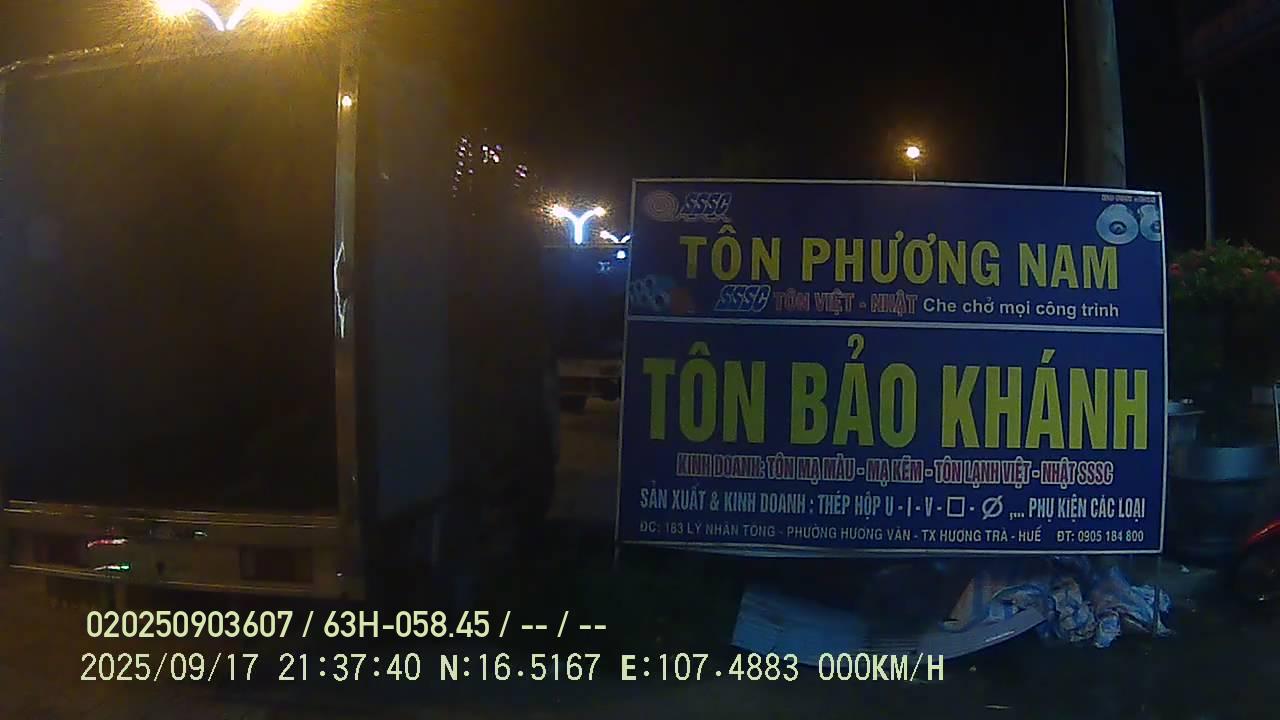 SSSC
68
TÔN PHƯƠNG NAM
SSSC TÔN VIỆT - NHẬT Che chở mọi công trình
TÔN BẢO KHÁNH
KINH DOANH: TÔN MẠ MÀU - MẠ KẼM - TÔN LẠNH VIỆT - NHẬT SSSC
SẢN XUẤT & KINH DOANH : THÉP HỘP U - I - V - □ - Ø ,... PHỤ KIỆN CÁC LOẠI
ĐC: 183 LÝ NHÂN TÔNG - PHƯỜNG HƯƠNG VĂN - TX HƯƠNG TRÀ - HUẾ ĐT: 0905 184 800
020250903607 / 63H-058.45 / -- / --
2025/09/17 21:37:40 N:16.5167 E:107.4883 000KM/H